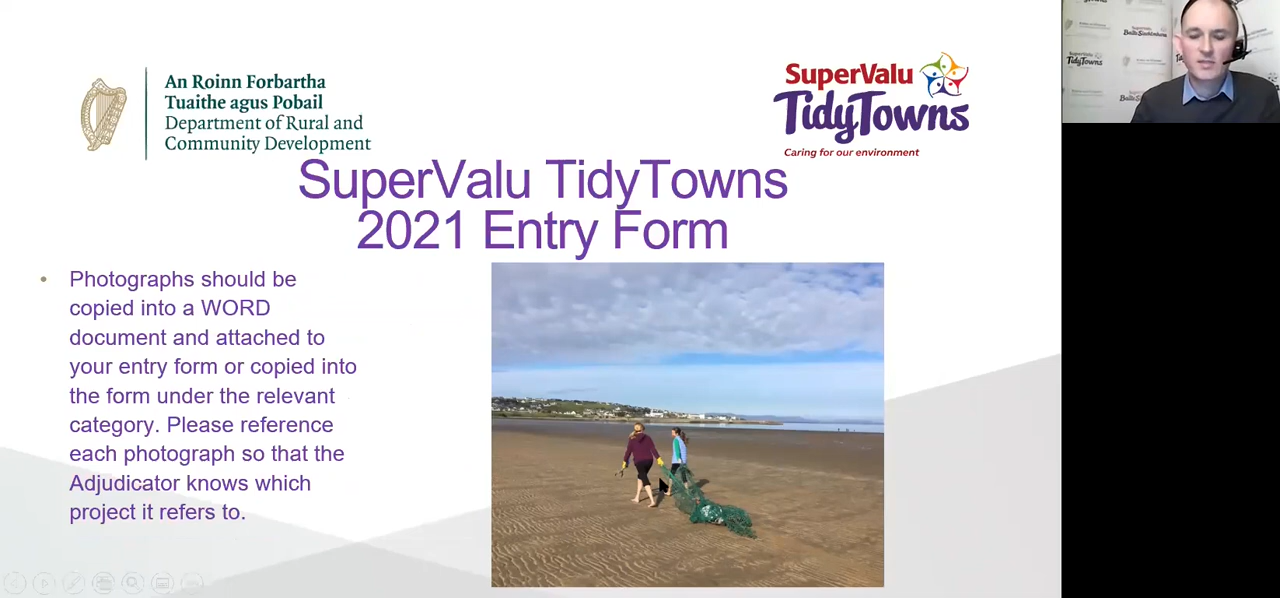 An Roinn Forbartha
Tuaithe agus Pobail
Department of Rural and
Community Development
SuperValu
TidyTowns
Caring for our environment
SuperValu TidyTowns
2021 Entry Form
• Photographs should be
copied into a WORD
document and attached to
your entry form or copied into
the form under the relevant
category. Please reference
each photograph so that the
Adjudicator knows which
project it refers to.
TidyTowns
SuperValu
TidyTowns